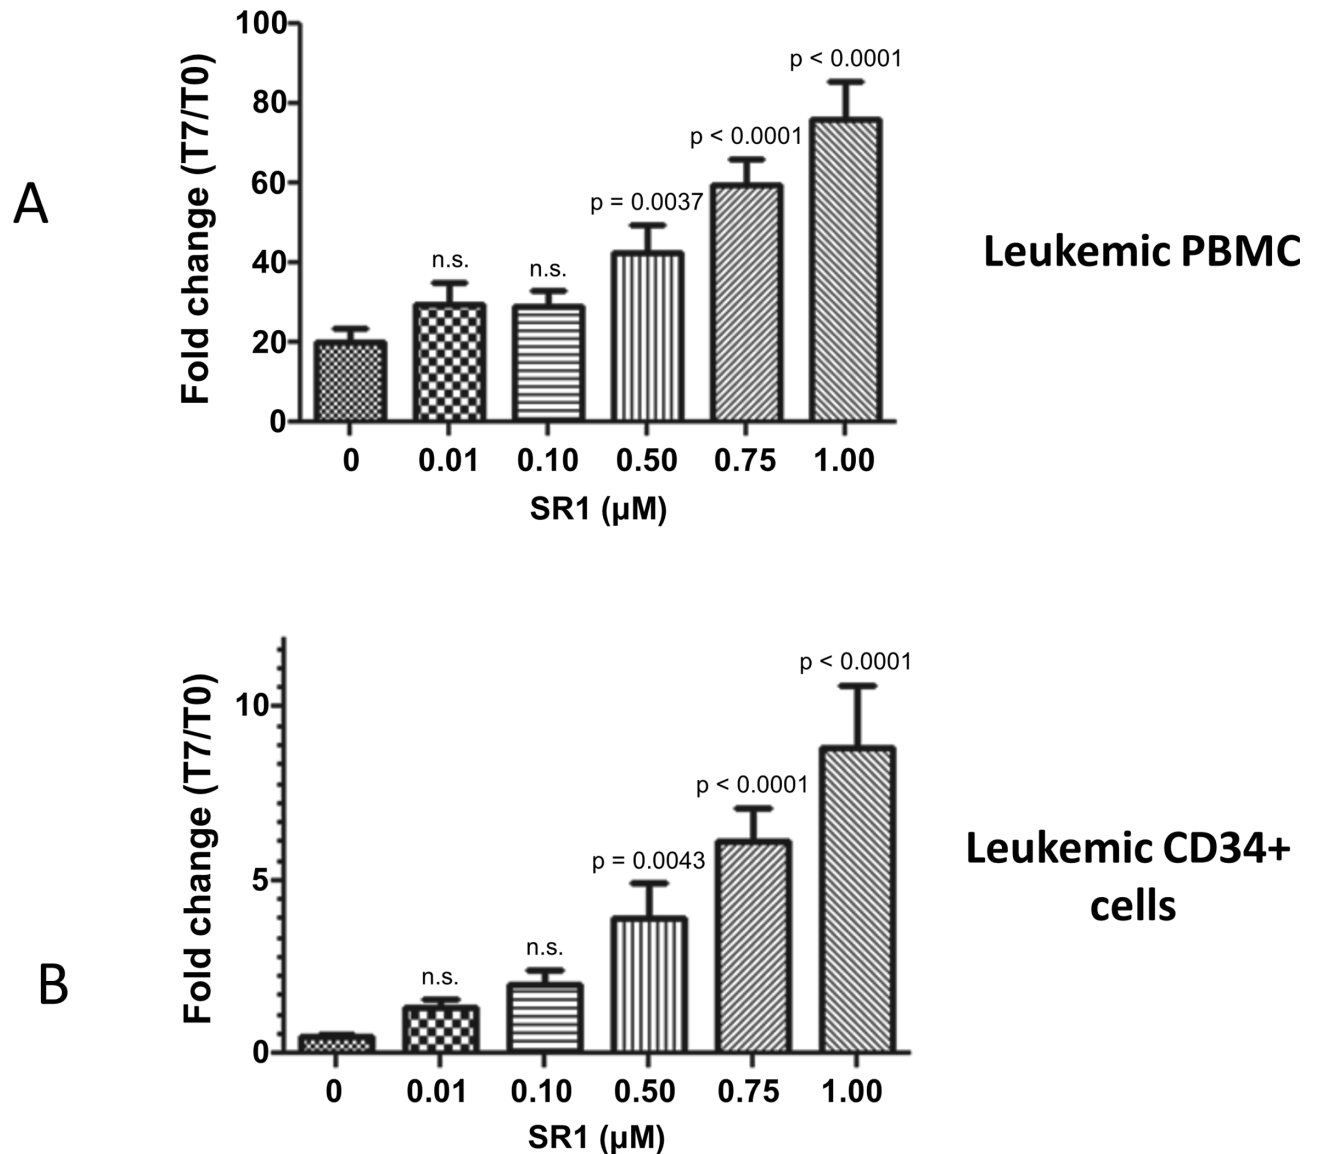 A
Fold change (T7/T0)
100
80
60
40
20
0
n.s.
n.s.
p = 0.0037
p < 0.0001
p < 0.0001
0 0.01 0.10 0.50 0.75 1.00
SR1 (µM)
Leukemic PBMC
B
Fold change (T7/T0)
10
5
0
n.s.
n.s.
p = 0.0043
p < 0.0001
p < 0.0001
0 0.01 0.10 0.50 0.75 1.00
SR1 (µM)
Leukemic CD34+
cells